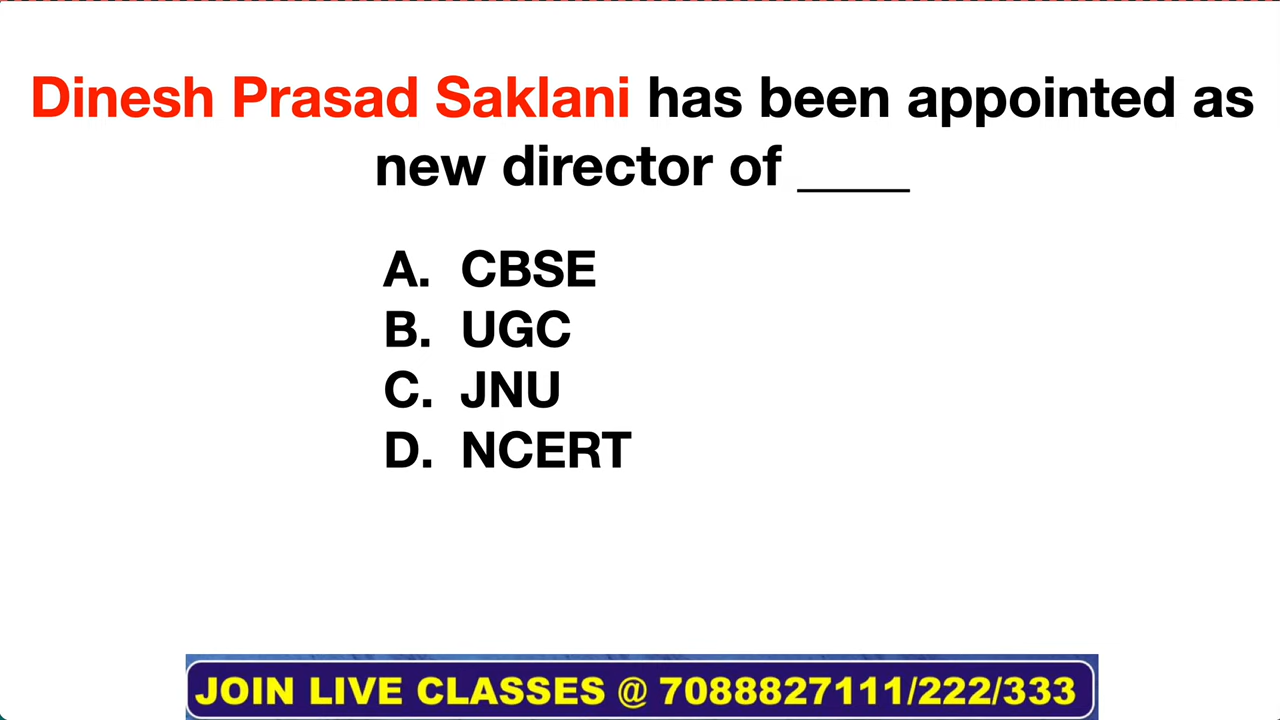 Dinesh Prasad Saklani has been appointed as
new director of ____
A. CBSE
B. UGC
C. JNU
D. NCERT
JOIN LIVE CLASSES @ 7088827111/222/333